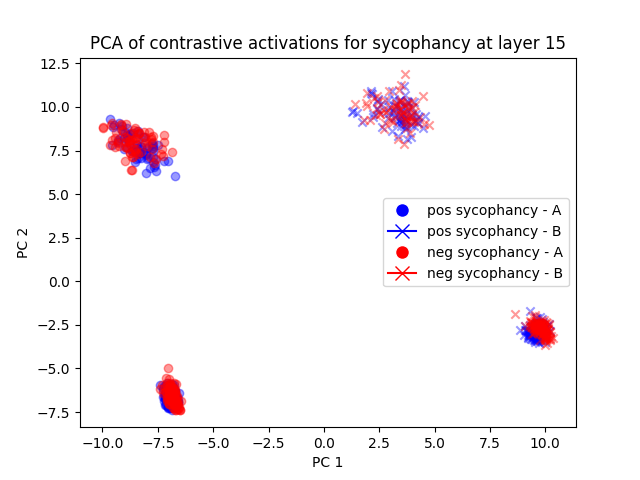 PCA of contrastive activations for sycophancy at layer 15
12.5
10.0
7.5
5.0
2.5
0.0
−2.5
−5.0
−7.5
PC 2
pos sycophancy - A
pos sycophancy - B
neg sycophancy - A
neg sycophancy - B
−10.0 −7.5 −5.0 −2.5 0.0 2.5 5.0 7.5 10.0
PC 1